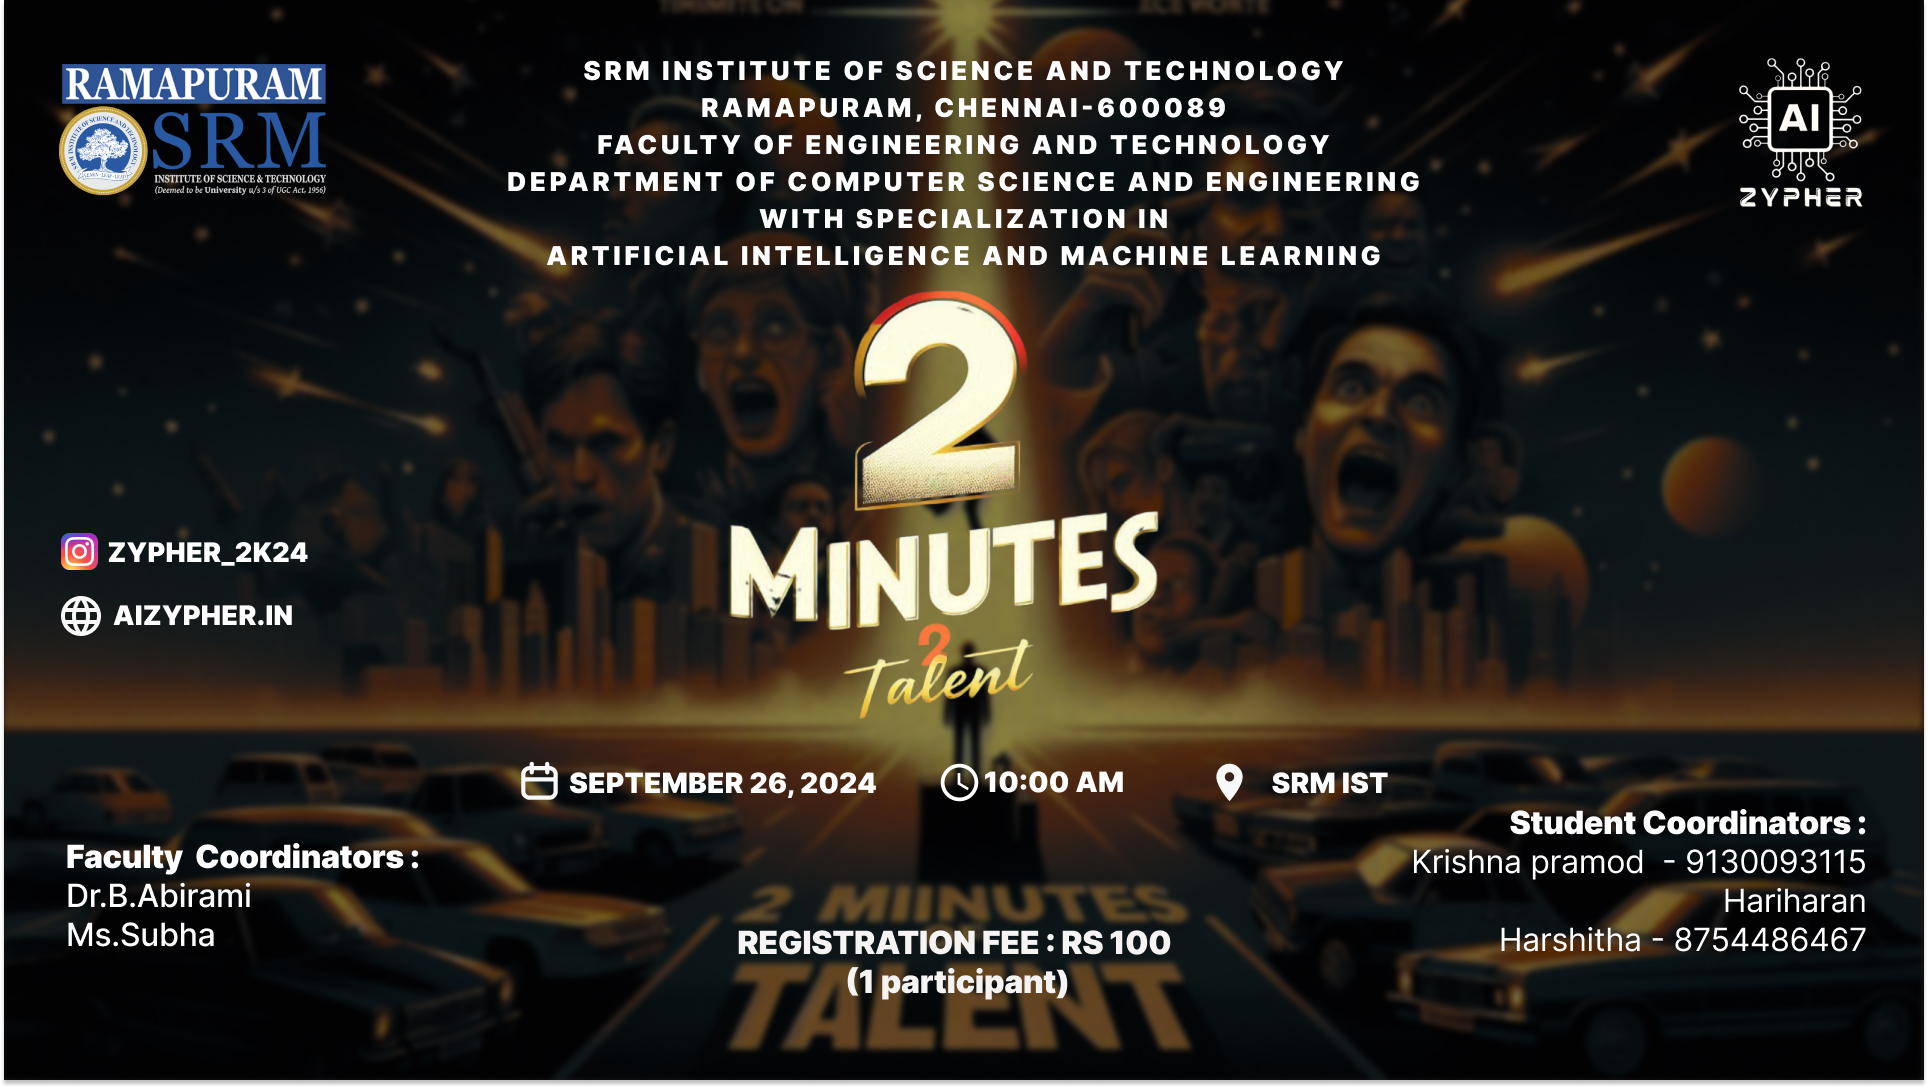 RAMAPURAM
SRM
INSTITUTE OF SCIENCE & TECHNOLOGY
(Deemed to be University u/s 3 of UGC Act, 1956)
SRM INSTITUTE OF SCIENCE AND TECHNOLOGY
RAMAPURAM, CHENNAI-600089
FACULTY OF ENGINEERING AND TECHNOLOGY
DEPARTMENT OF COMPUTER SCIENCE AND ENGINEERING
WITH SPECIALIZATION IN
ARTIFICIAL INTELLIGENCE AND MACHINE LEARNING
AI
ZYPHER
2
MINUTES
2
Talent
ZYPHER_2K24
AIZYPHER.IN
SEPTEMBER 26, 2024
10:00 AM
SRM IST
Faculty Coordinators :
Dr.B.Abirami
Ms.Subha
Student Coordinators :
Krishna pramod - 9130093115
Hariharan
Harshitha - 8754486467
2 MIINUTES
REGISTRATION FEE : RS 100
(1 participant)
TALENT